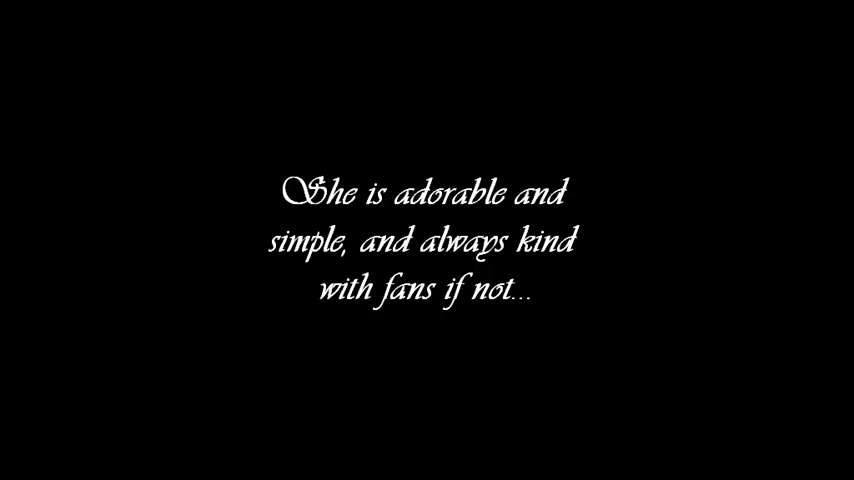 She is adorable and
simple, and always kind
with fans if not...